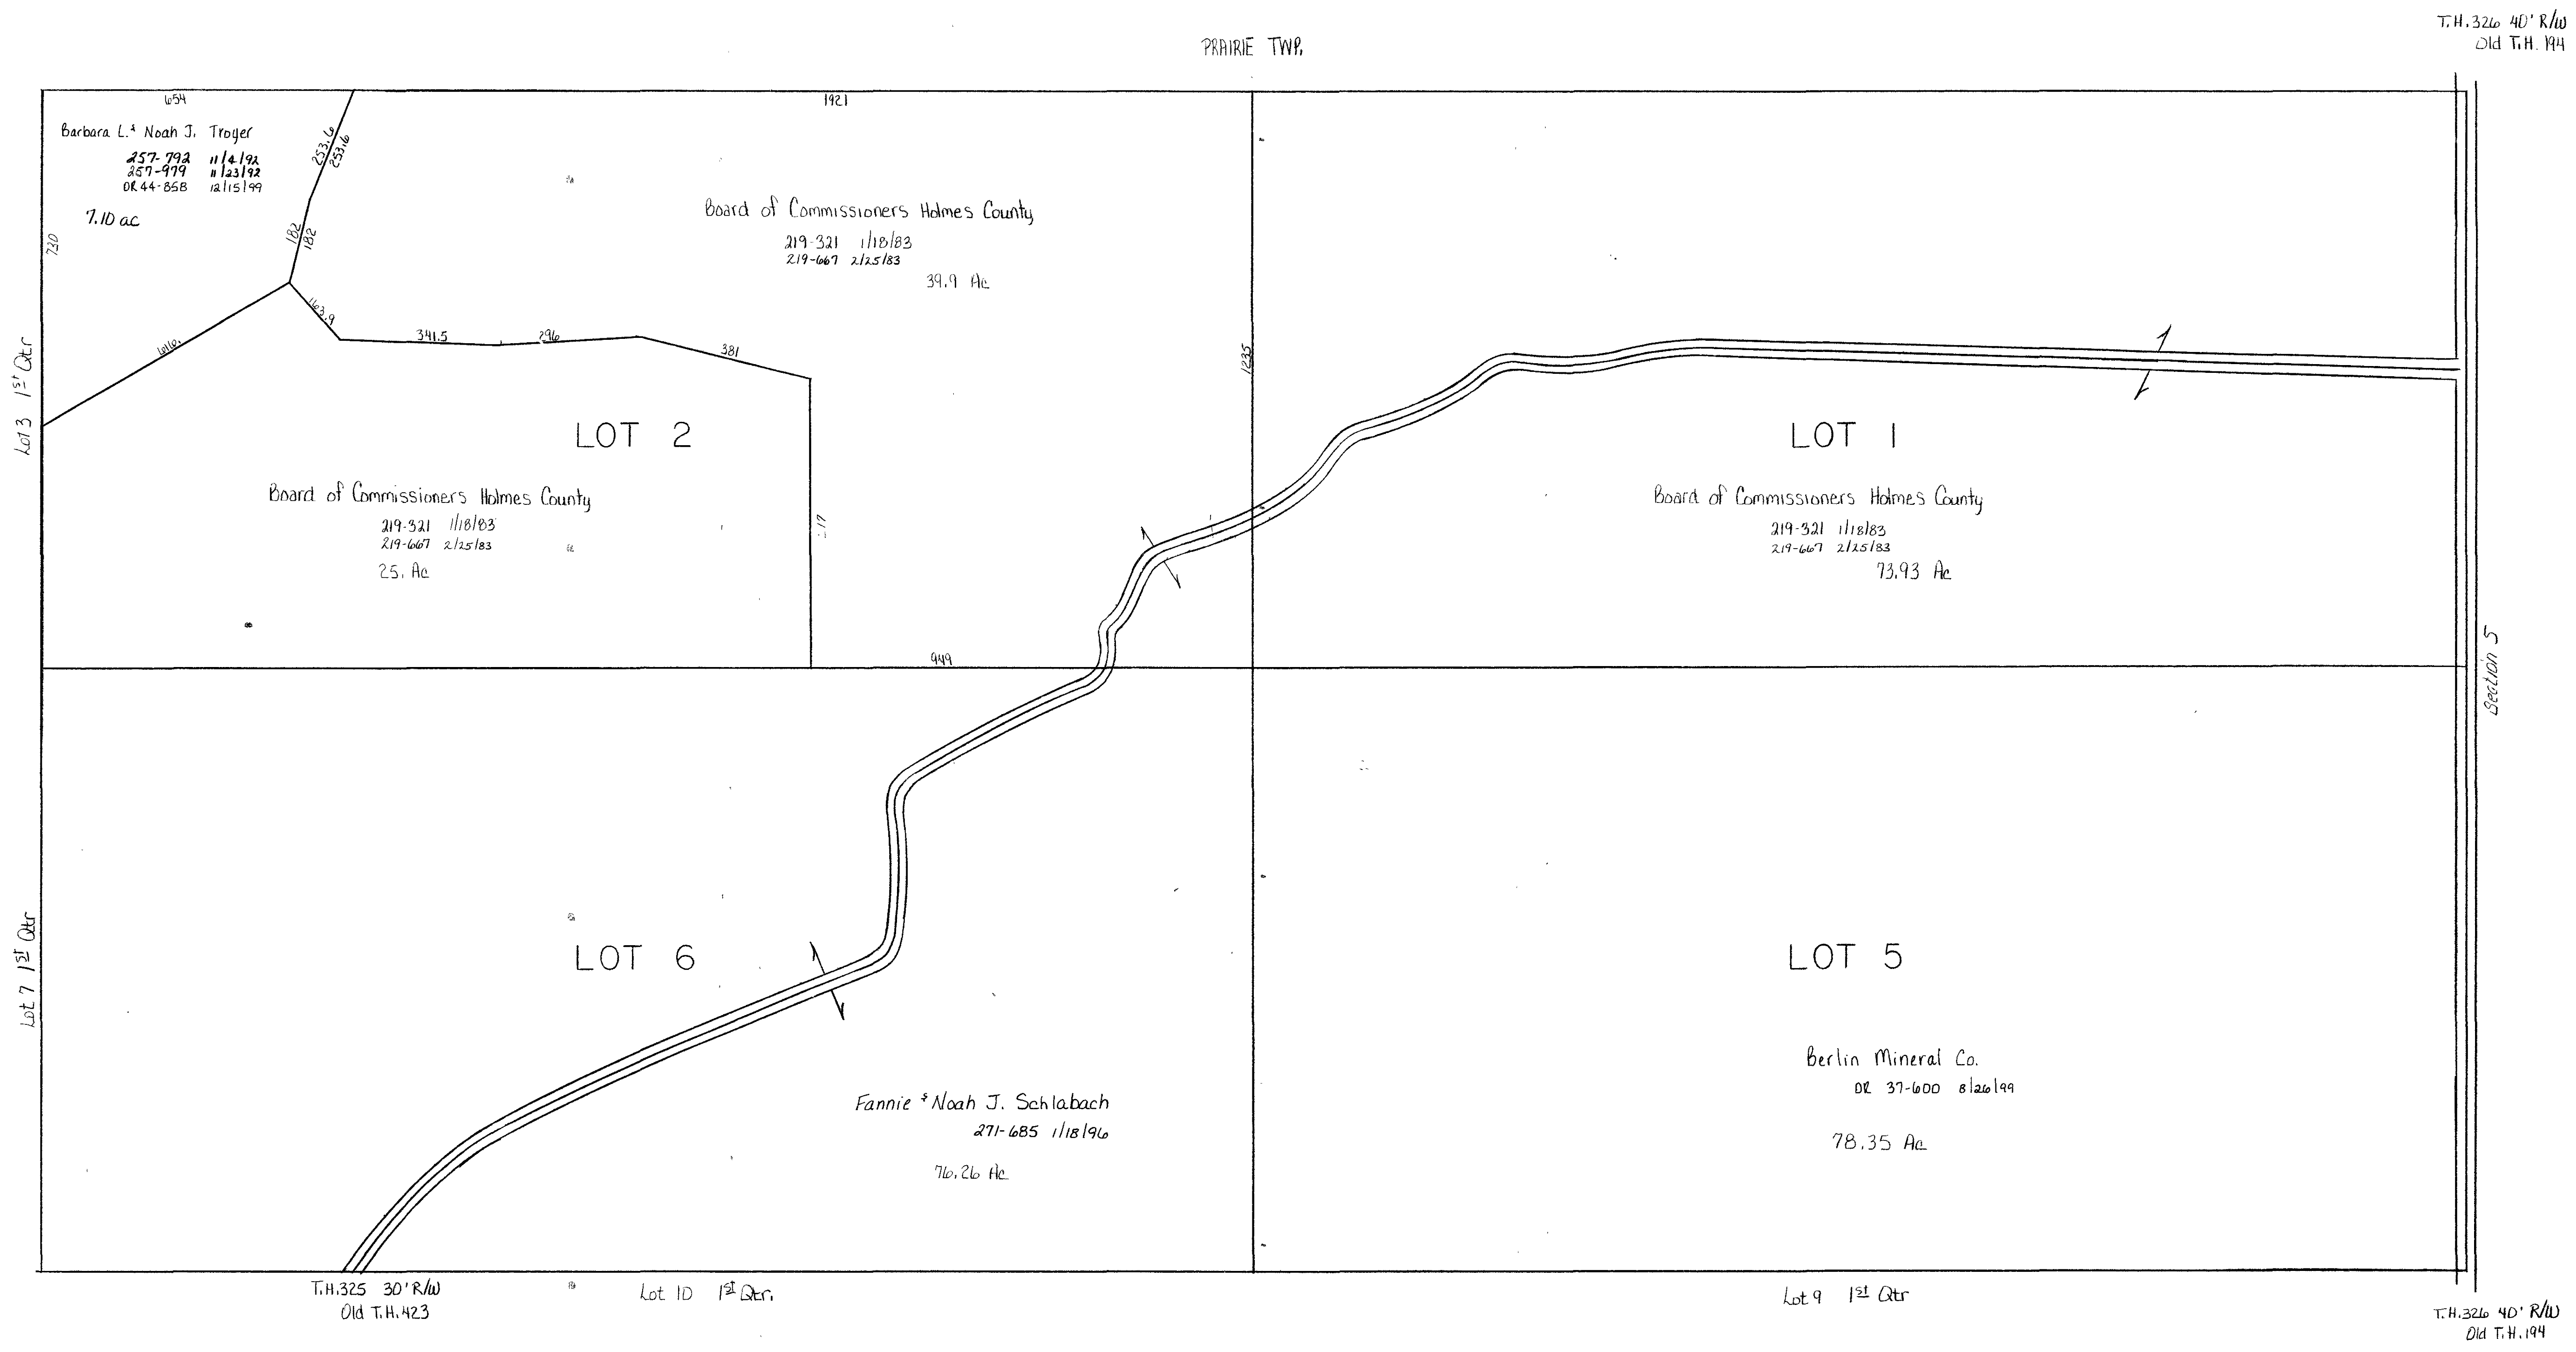 T.H.326 40' R/W
Old T.H. 194
PRAIRIE TWP.
654
1921
Barbara L. & Noah J. Troyer
257-792 11/4/92
257-979 11/23/92
OR 44-858 12/15/99
7.10 ac
253.6
253.6
182
182
730
Board of Commissioners Holmes County
219-321 1/18/83
219-667 2/25/83
39.9 Ac
163.9
341.5
296
381
616.
1235
Lot 3 1st Qtr
LOT 2
LOT 1
Board of Commissioners Holmes County
219-321 1/18/83
219-667 2/25/83
25. Ac
Board of Commissioners Holmes County
219-321 1/18/83
219-667 2/25/83
73.93 Ac
949
Section 5
Lot 7 1st Qtr
LOT 6
LOT 5
Fannie & Noah J. Schlabach
271-685 1/18/96
76.26 Ac
Berlin Mineral Co.
OR 37-600 8/26/99
78.35 Ac
T.H.325 30' R/W
Old T.H.423
Lot 10 1st Qtr.
Lot 9 1st Qtr
T.H.326 40' R/W
Old T.H.194